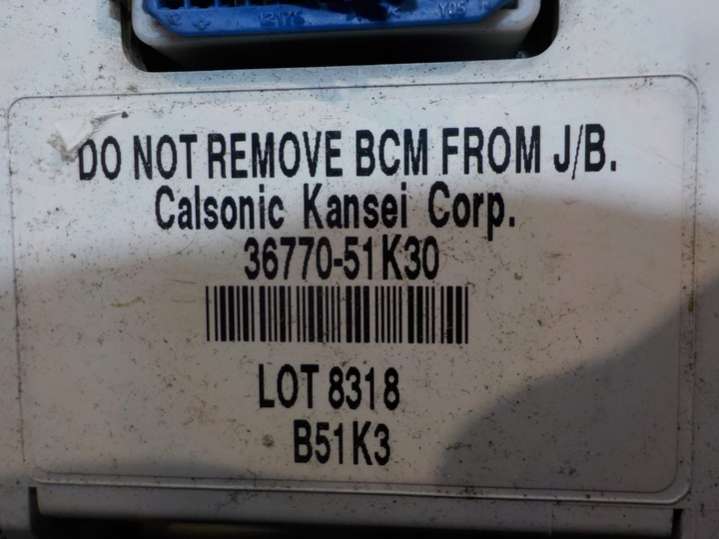 DO NOT REMOVE BCM FROM J/B.
Calsonic Kansei Corp.
36770-51K30
LOT 8318
B51K3